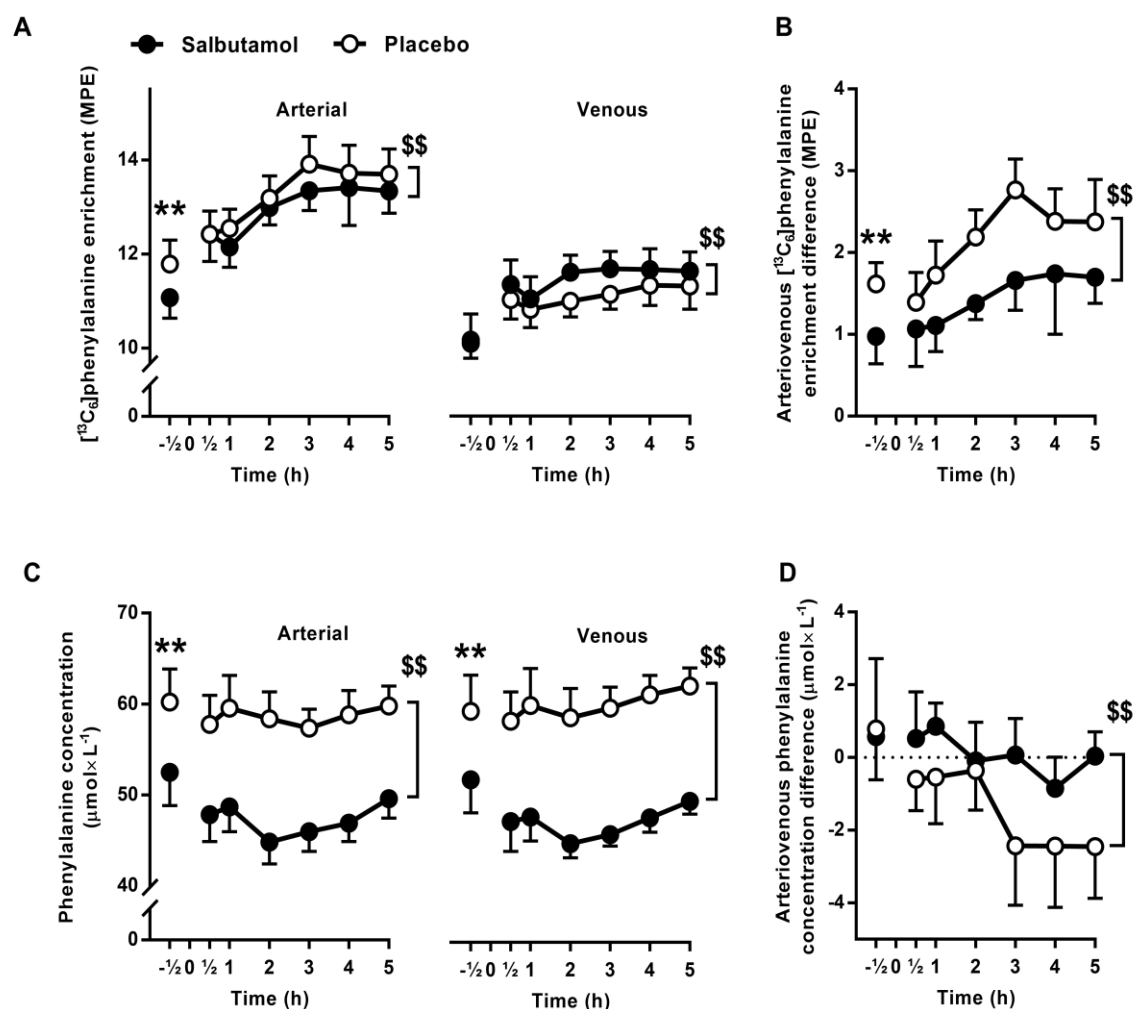 A
Salbutamol
Placebo
[¹³C₆]phenylalanine enrichment (MPE)
Arterial
Venous
14
12
10
0
**
$$
$$
-½ 0 ½ 1 2 3 4 5
Time (h)
-½ 0 ½ 1 2 3 4 5
Time (h)
B
Arteriovenous [¹³C₆]phenylalanine
enrichment difference (MPE)
4
3
2
1
0
**
$$
-½ 0 ½ 1 2 3 4 5
Time (h)
C
Phenylalanine concentration
(µmol× L⁻¹)
70
60
50
40
0
Arterial
Venous
**
$$
**
$$
-½ 0 ½ 1 2 3 4 5
Time (h)
-½ 0 ½ 1 2 3 4 5
Time (h)
D
Arteriovenous phenylalanine
concentration difference (µmol× L⁻¹)
4
2
0
-2
-4
$$
-½ 0 ½ 1 2 3 4 5
Time (h)